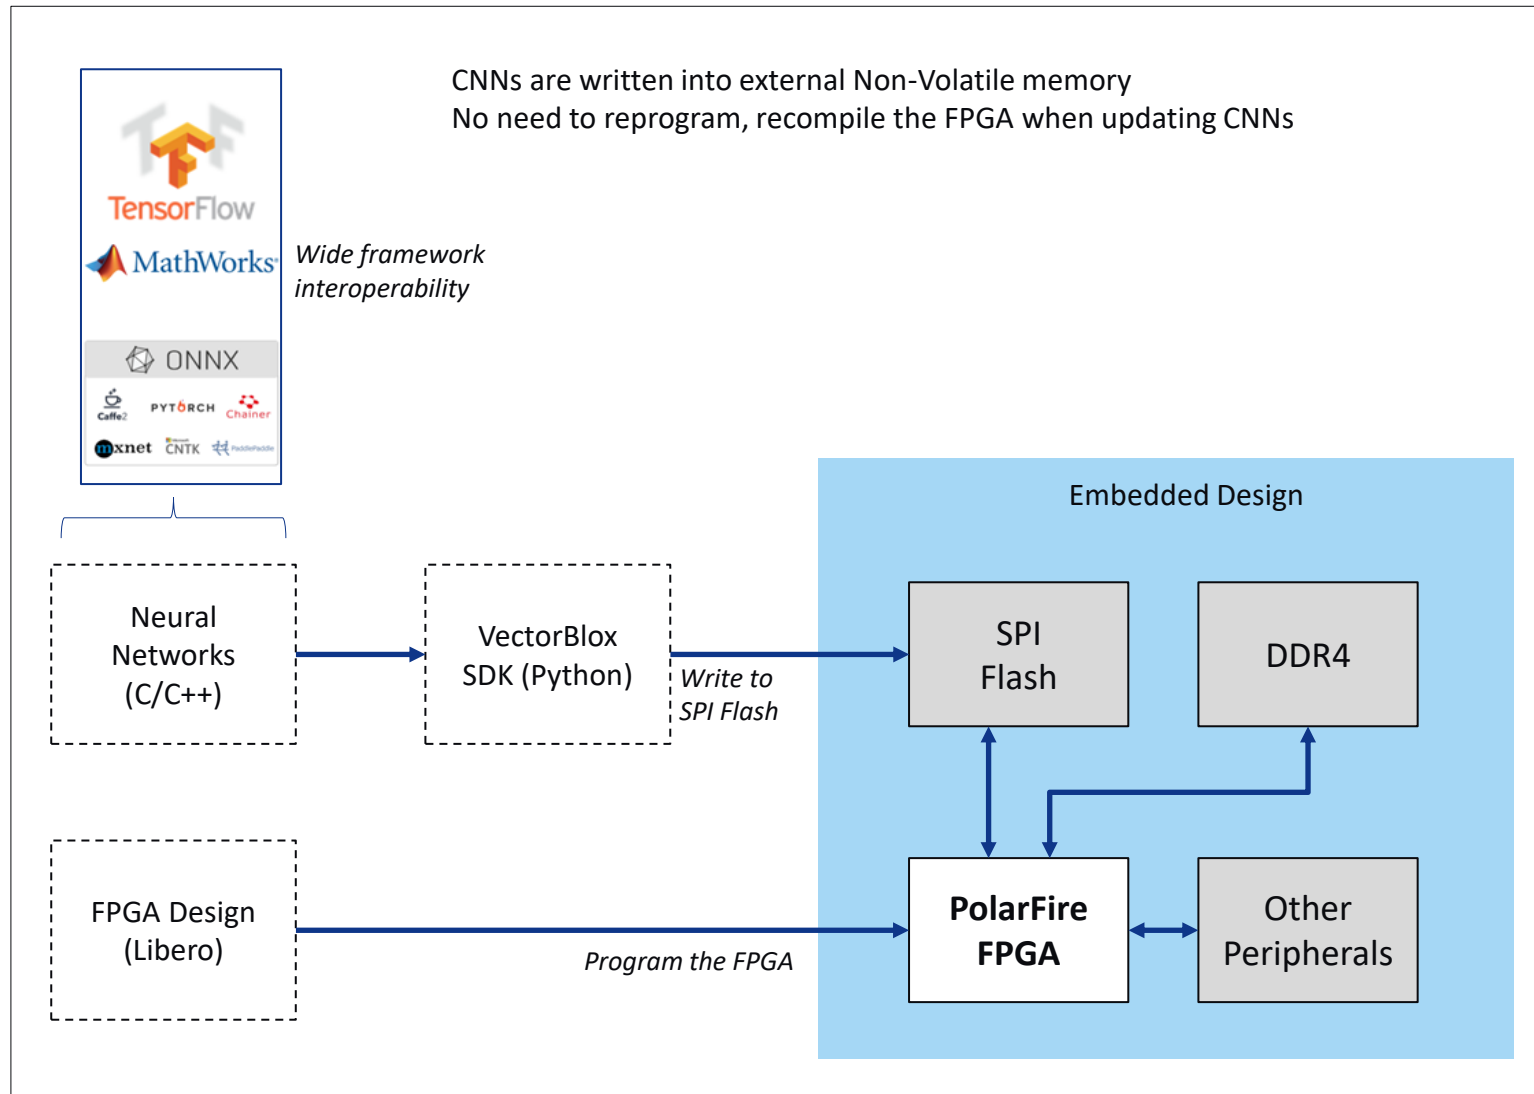 CNNs are written into external Non-Volatile memory
No need to reprogram, recompile the FPGA when updating CNNs
TensorFlow
MathWorks®
Wide framework
interoperability
ONNX
Caffe2
PYTORCH
Chainer
mxnet
Microsoft
CNTK
PaddlePaddle
Embedded Design
Neural
Networks
(C/C++)
VectorBlox
SDK (Python)
Write to
SPI Flash
SPI
Flash
DDR4
FPGA Design
(Libero)
Program the FPGA
PolarFire
FPGA
Other
Peripherals